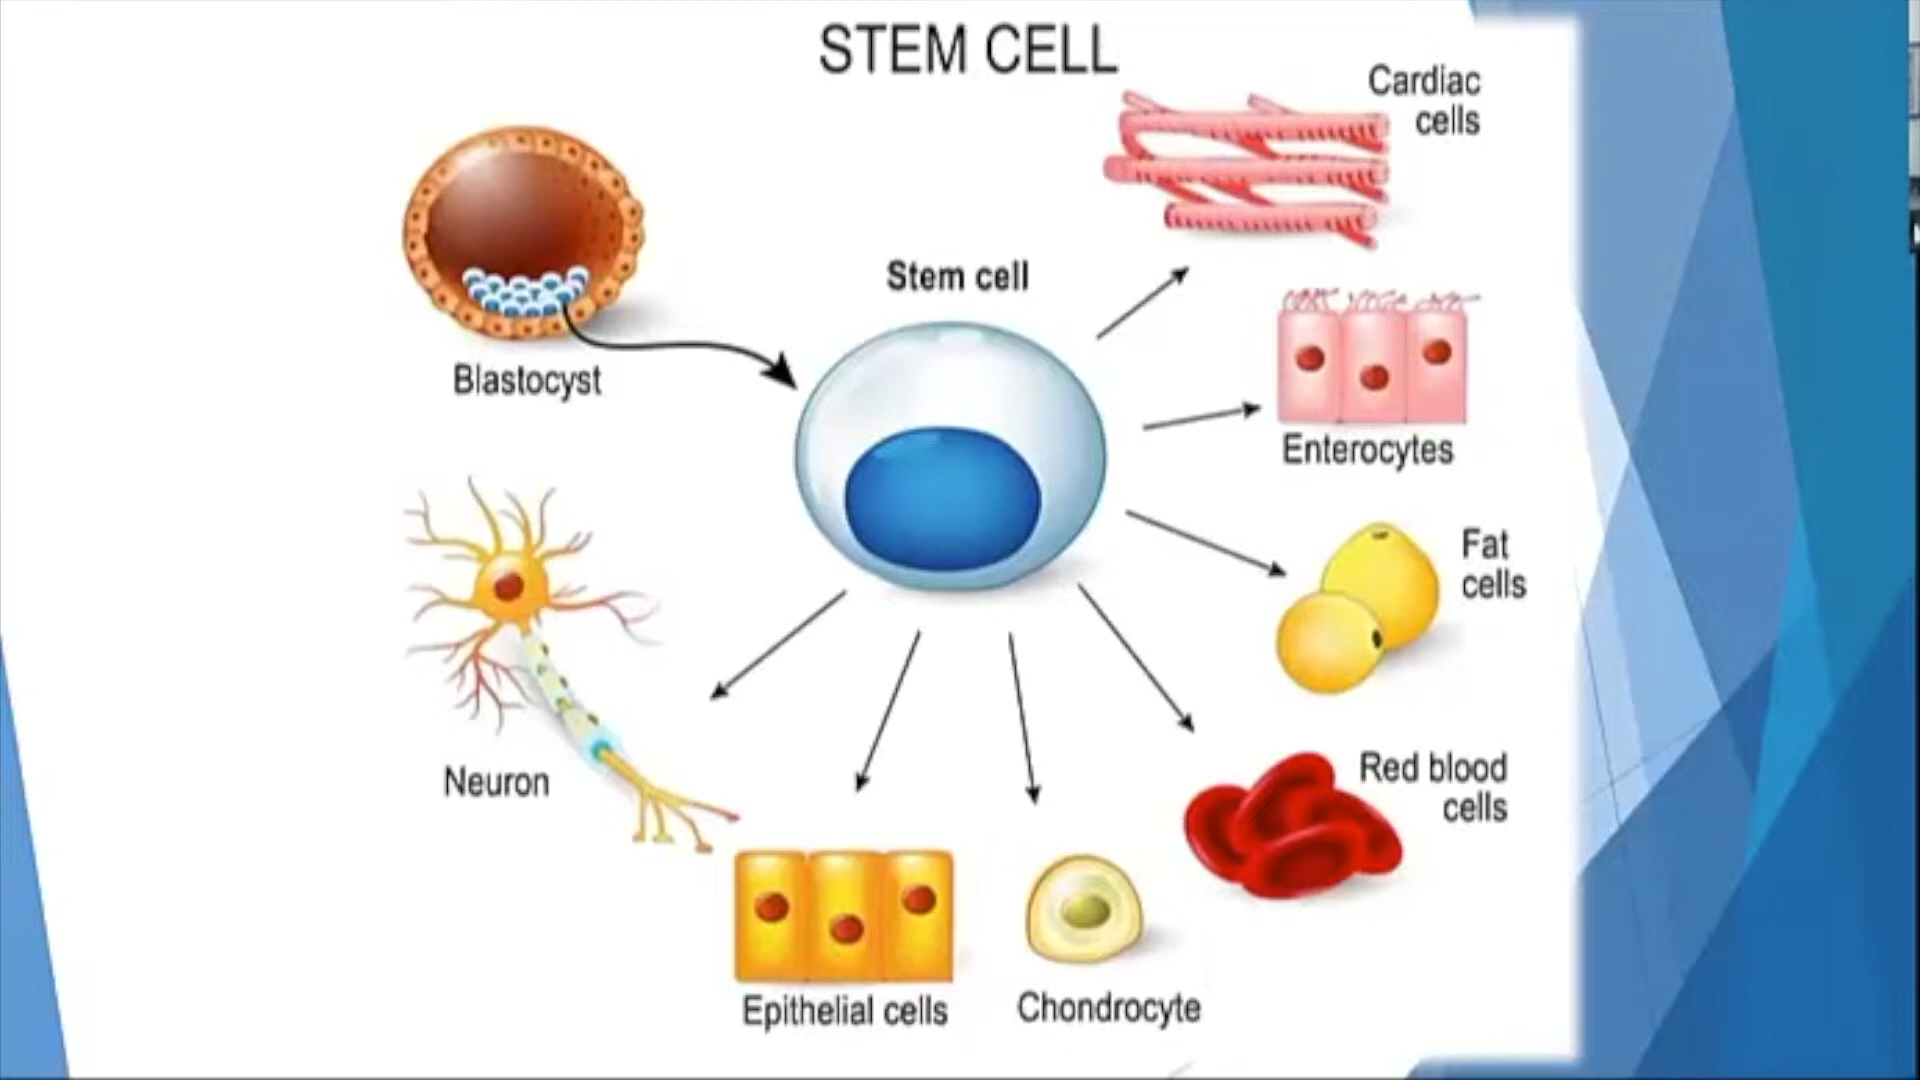 STEM CELL
Cardiac
cells
Stem cell
Blastocyst
Enterocytes
Fat
cells
Neuron
Red blood
cells
Epithelial cells
Chondrocyte